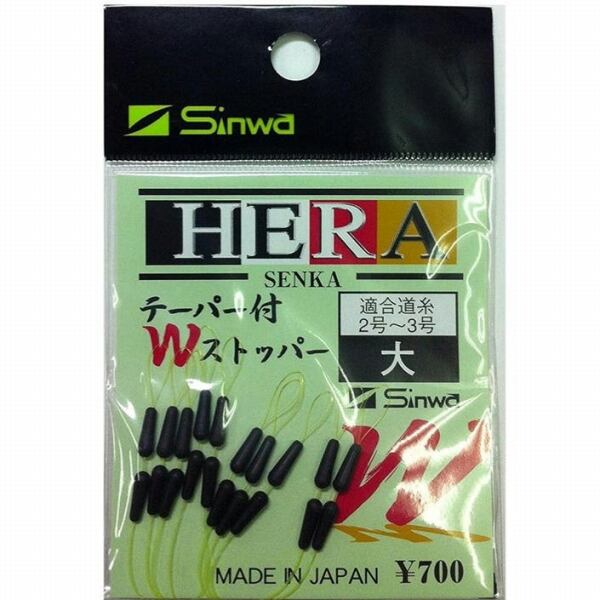 Sinwa
HERA
SENKA
テーパー付
Wストッパー
適合道糸
2号～3号
大
Sinwa
W
MADE IN JAPAN ¥700